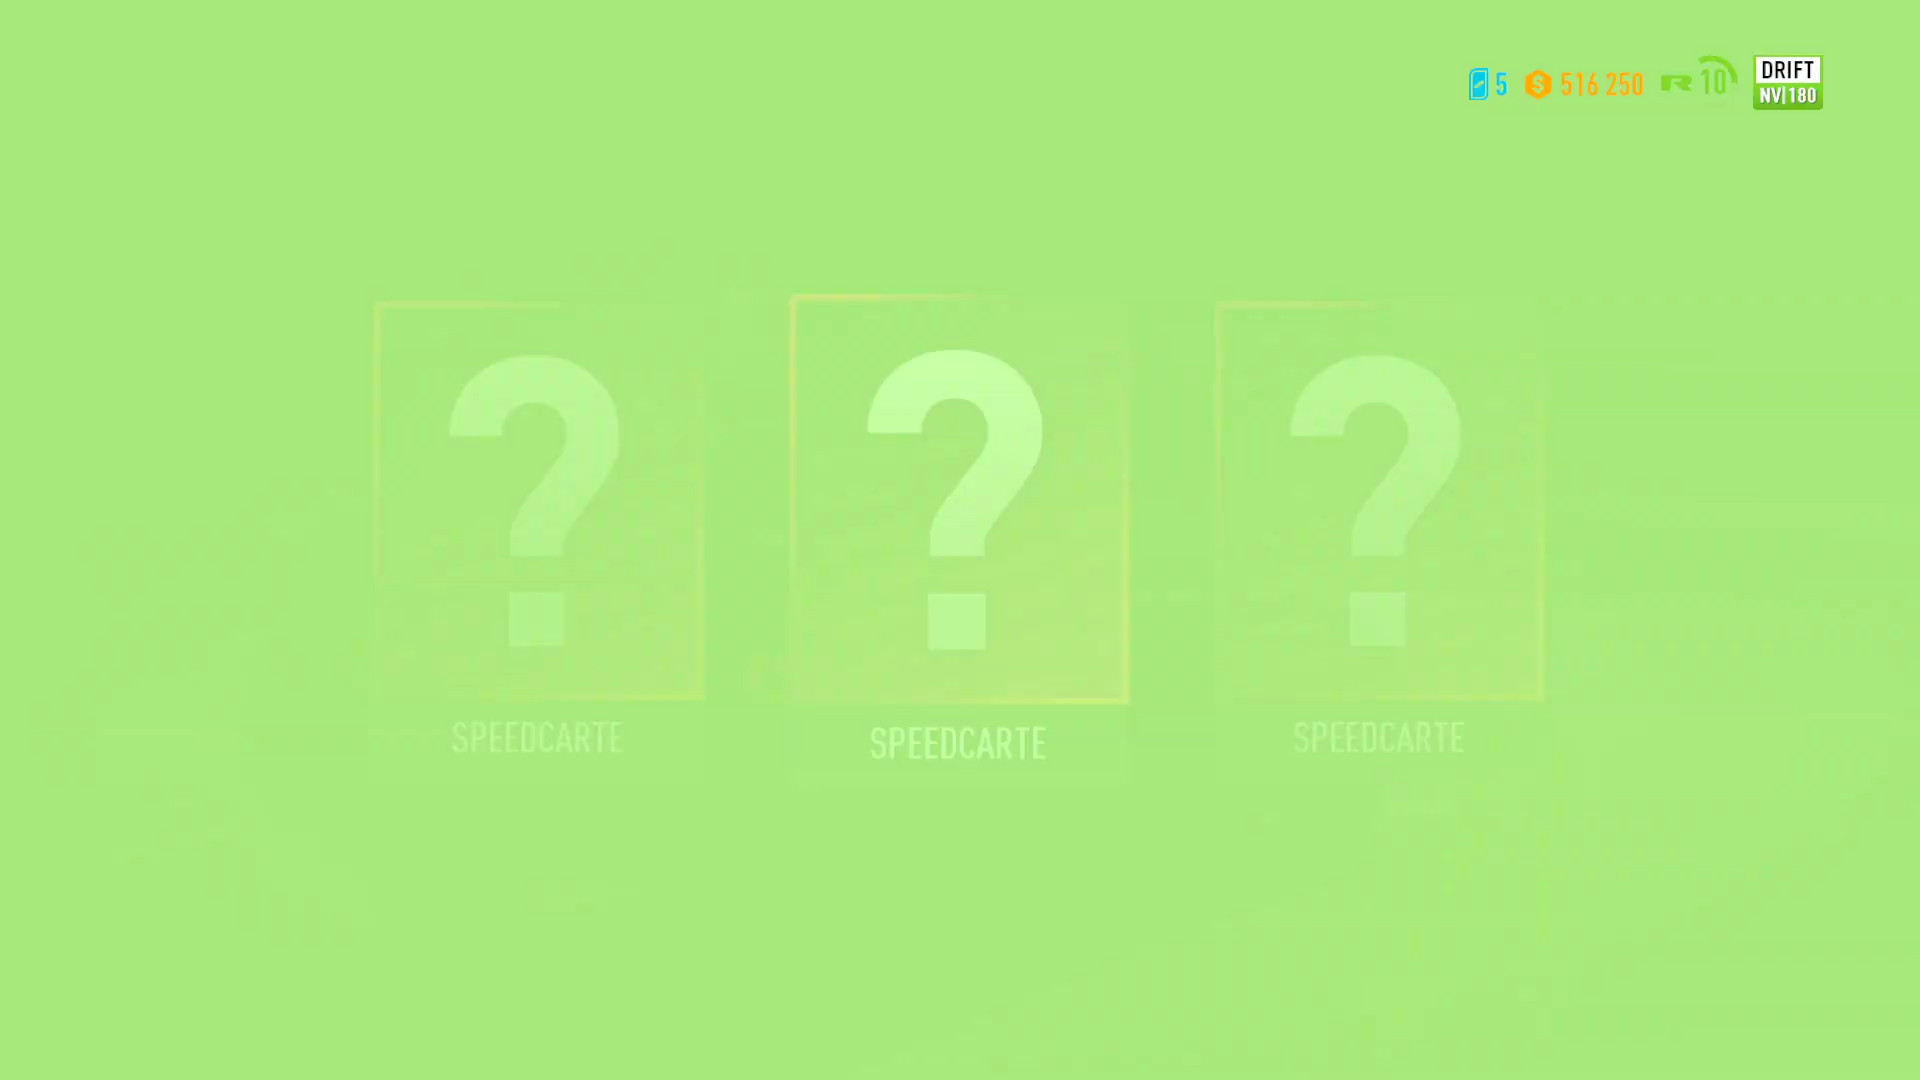 5 516 250 R 10 DRIFT
NV|180
? ? ?
SPEEDCARTE SPEEDCARTE SPEEDCARTE